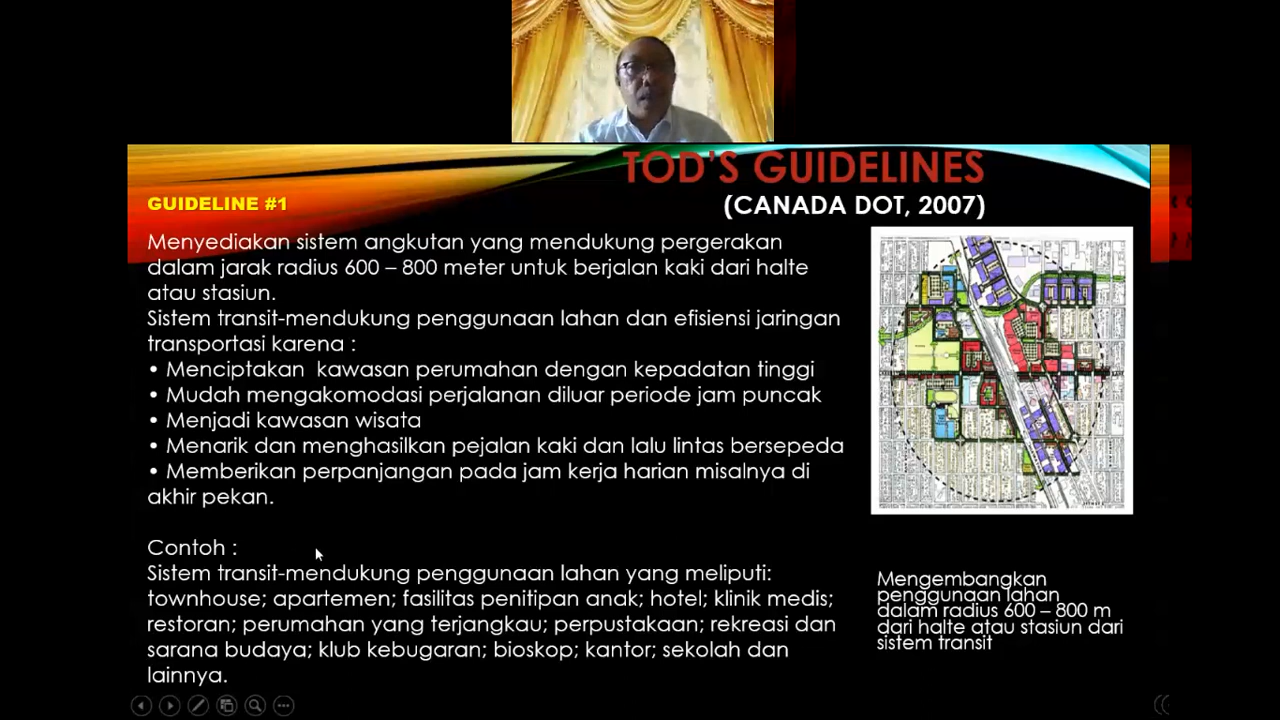 TOD'S GUIDELINES
(CANADA DOT, 2007)
GUIDELINE #1
Menyediakan sistem angkutan yang mendukung pergerakan
dalam jarak radius 600 – 800 meter untuk berjalan kaki dari halte
atau stasiun.
Sistem transit-mendukung penggunaan lahan dan efisiensi jaringan
transportasi karena :
• Menciptakan kawasan perumahan dengan kepadatan tinggi
• Mudah mengakomodasi perjalanan diluar periode jam puncak
• Menjadi kawasan wisata
• Menarik dan menghasilkan pejalan kaki dan lalu lintas bersepeda
• Memberikan perpanjangan pada jam kerja harian misalnya di
akhir pekan.
Contoh :
Sistem transit-mendukung penggunaan lahan yang meliputi:
townhouse; apartemen; fasilitas penitipan anak; hotel; klinik medis;
restoran; perumahan yang terjangkau; perpustakaan; rekreasi dan
sarana budaya; klub kebugaran; bioskop; kantor; sekolah dan
lainnya.
Mengembangkan
penggunaan lahan
dalam radius 600 – 800 m
dari halte atau stasiun dari
sistem transit